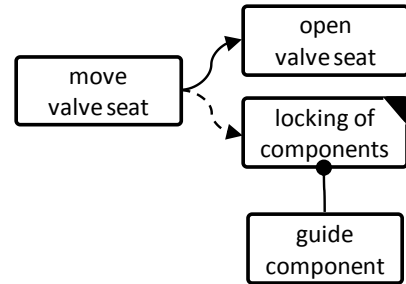 open
valve seat
move
valve seat
locking of
components
guide
component